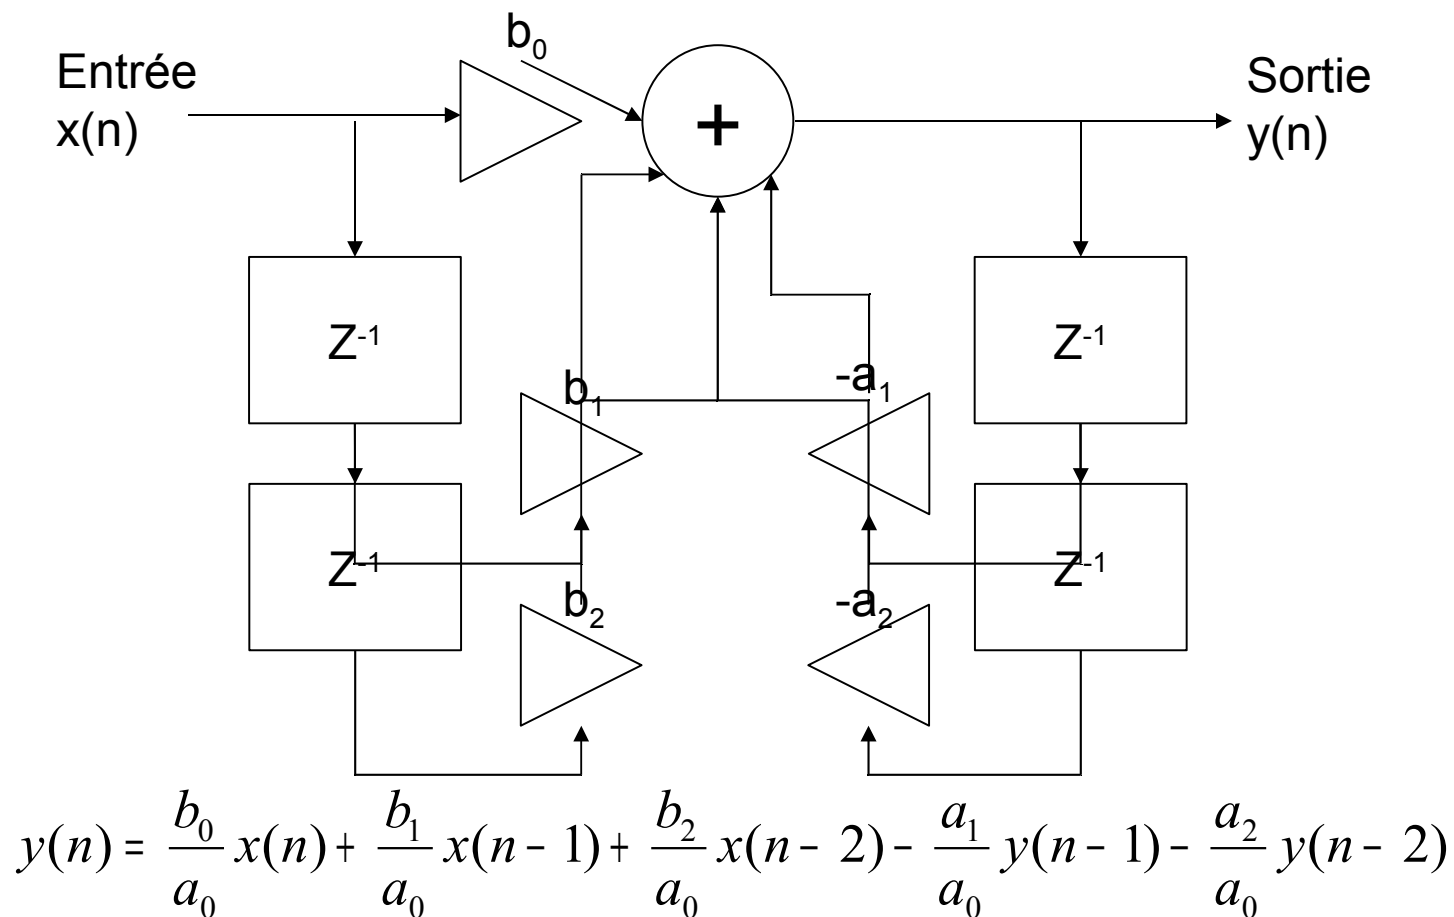 b₀
Entrée
x(n)
+
Sortie
y(n)
Z⁻¹
Z⁻¹
b₁
-a₁
Z⁻¹
Z⁻¹
b₂
-a₂
y(n) = b₀/a₀ x(n) + b₁/a₀ x(n- 1) + b₂/a₀ x(n- 2) - a₁/a₀ y(n- 1) - a₂/a₀ y(n- 2)